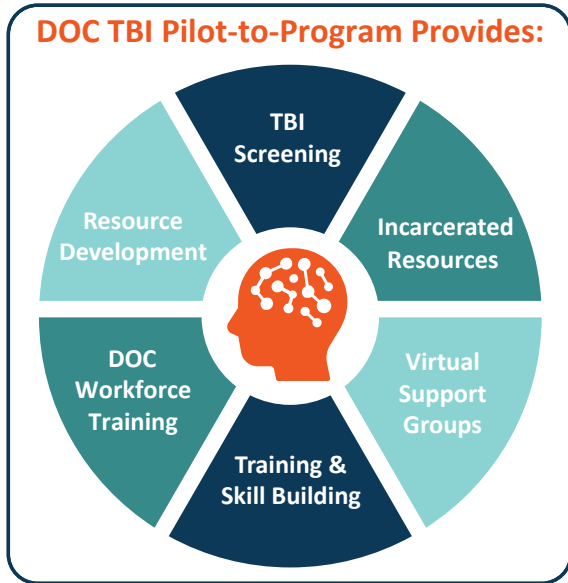 DOC TBI Pilot-to-Program Provides:
TBI
Screening
Incarcerated
Resources
Virtual
Support
Groups
Training &
Skill Building
DOC
Workforce
Training
Resource
Development